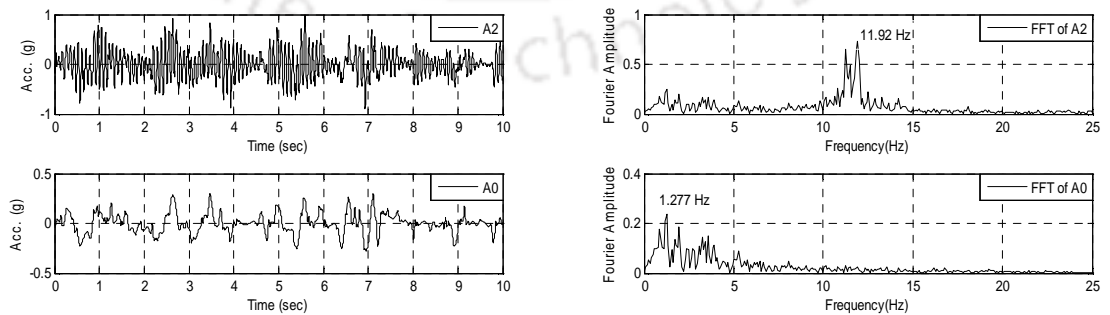 1
0
-1
Acc. (g)
A2
0 1 2 3 4 5 6 7 8 9 10
Time (sec)
1
0.5
0
Fourier Amplitude
11.92 Hz
FFT of A2
0 5 10 15 20 25
Frequency(Hz)
0.5
0
-0.5
Acc. (g)
A0
0 1 2 3 4 5 6 7 8 9 10
Time (sec)
0.4
0.2
0
Fourier Amplitude
1.277 Hz
FFT of A0
0 5 10 15 20 25
Frequency(Hz)